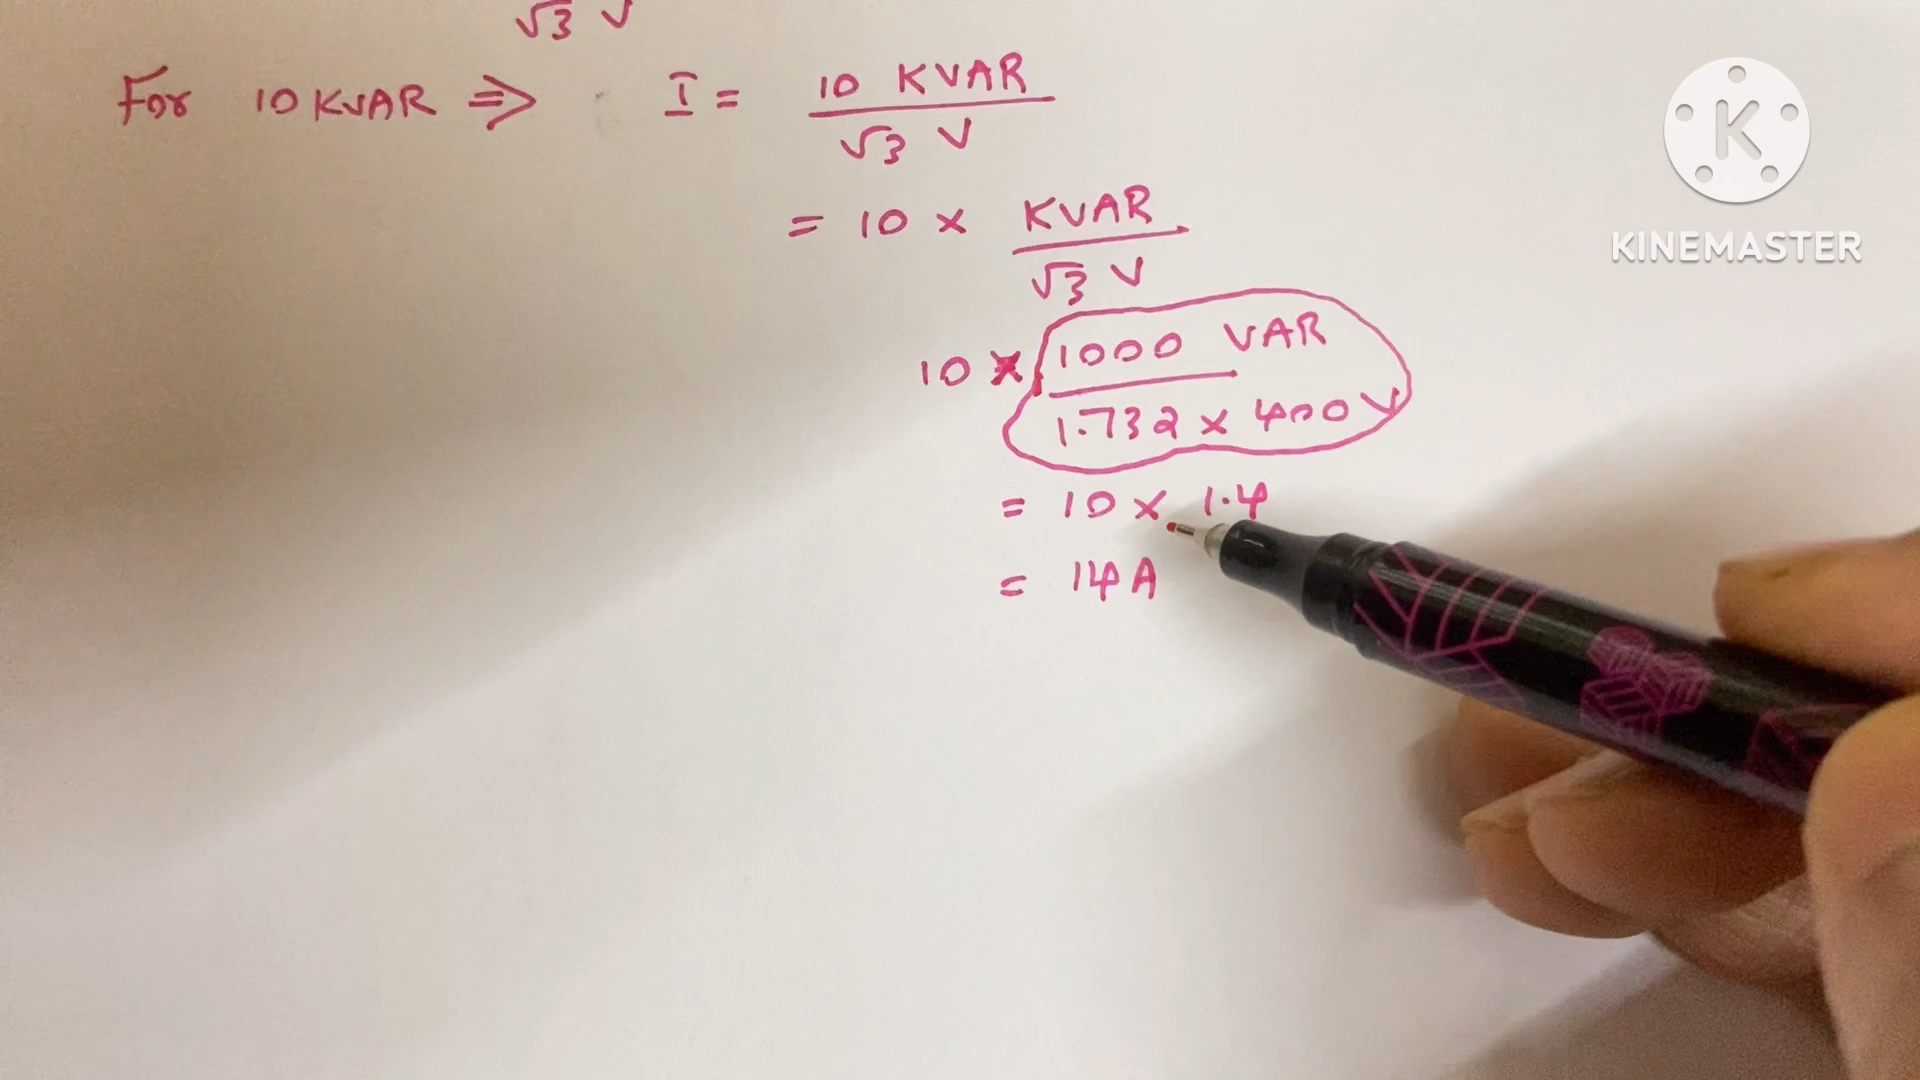 √3 V
For 10 KVAR ⇒ I = 10 KVAR
√3 V
= 10 × KVAR
√3 V
10 × 1000 VAR
1.732 × 400 V
= 10 × 1.4
= 14 A
K
KINEMASTER